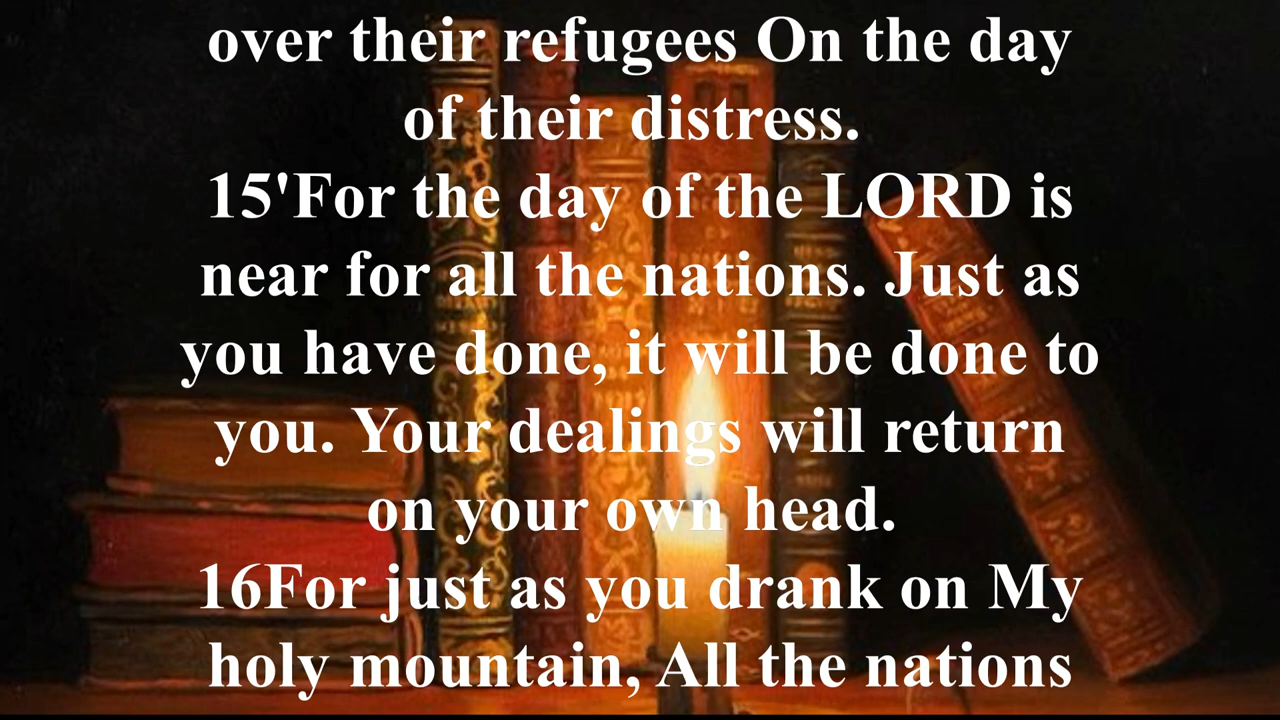 over their refugees On the day
of their distress.
15'For the day of the LORD is
near for all the nations. Just as
you have done, it will be done to
you. Your dealings will return
on your own head.
16For just as you drank on My
holy mountain, All the nations